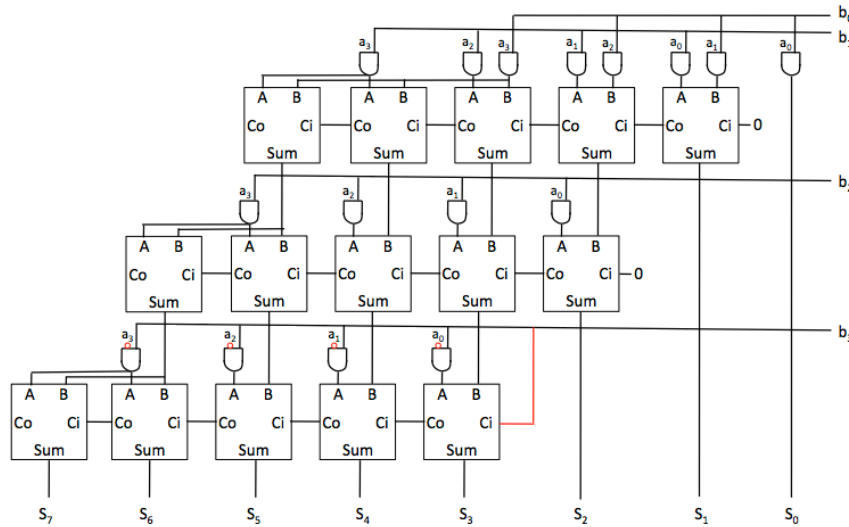 b₀
b₁
a₃ a₂ a₃ a₁ a₂ a₀ a₁ a₀
A B A B A B A B A B
Co Ci Co Ci Co Ci Co Ci Co Ci 0
Sum Sum Sum Sum Sum
b₂
a₃ a₂ a₁ a₀
A B A B A B A B A B
Co Ci Co Ci Co Ci Co Ci Co Ci 0
Sum Sum Sum Sum Sum
b₃
a₃ a₂ a₁ a₀
A B A B A B A B A B
Co Ci Co Ci Co Ci Co Ci Co Ci
Sum Sum Sum Sum Sum
S₇ S₆ S₅ S₄ S₃ S₂ S₁ S₀